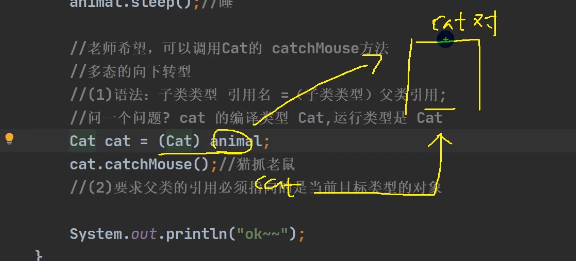 animal.sleep();//睡
cat 对
//老师希望，可以调用Cat的 catchMouse方法
//多态的向下转型
//(1)语法：子类类型 引用名 =（子类类型）父类引用;
//问一个问题? cat 的编译类型 Cat,运行类型是 Cat
Cat cat = (Cat) animal;
cat.catchMouse();//猫抓老鼠
//(2)要求父类的引用必须指向的是当前目标类型的对象
cat
System.out.println("ok~~");
}